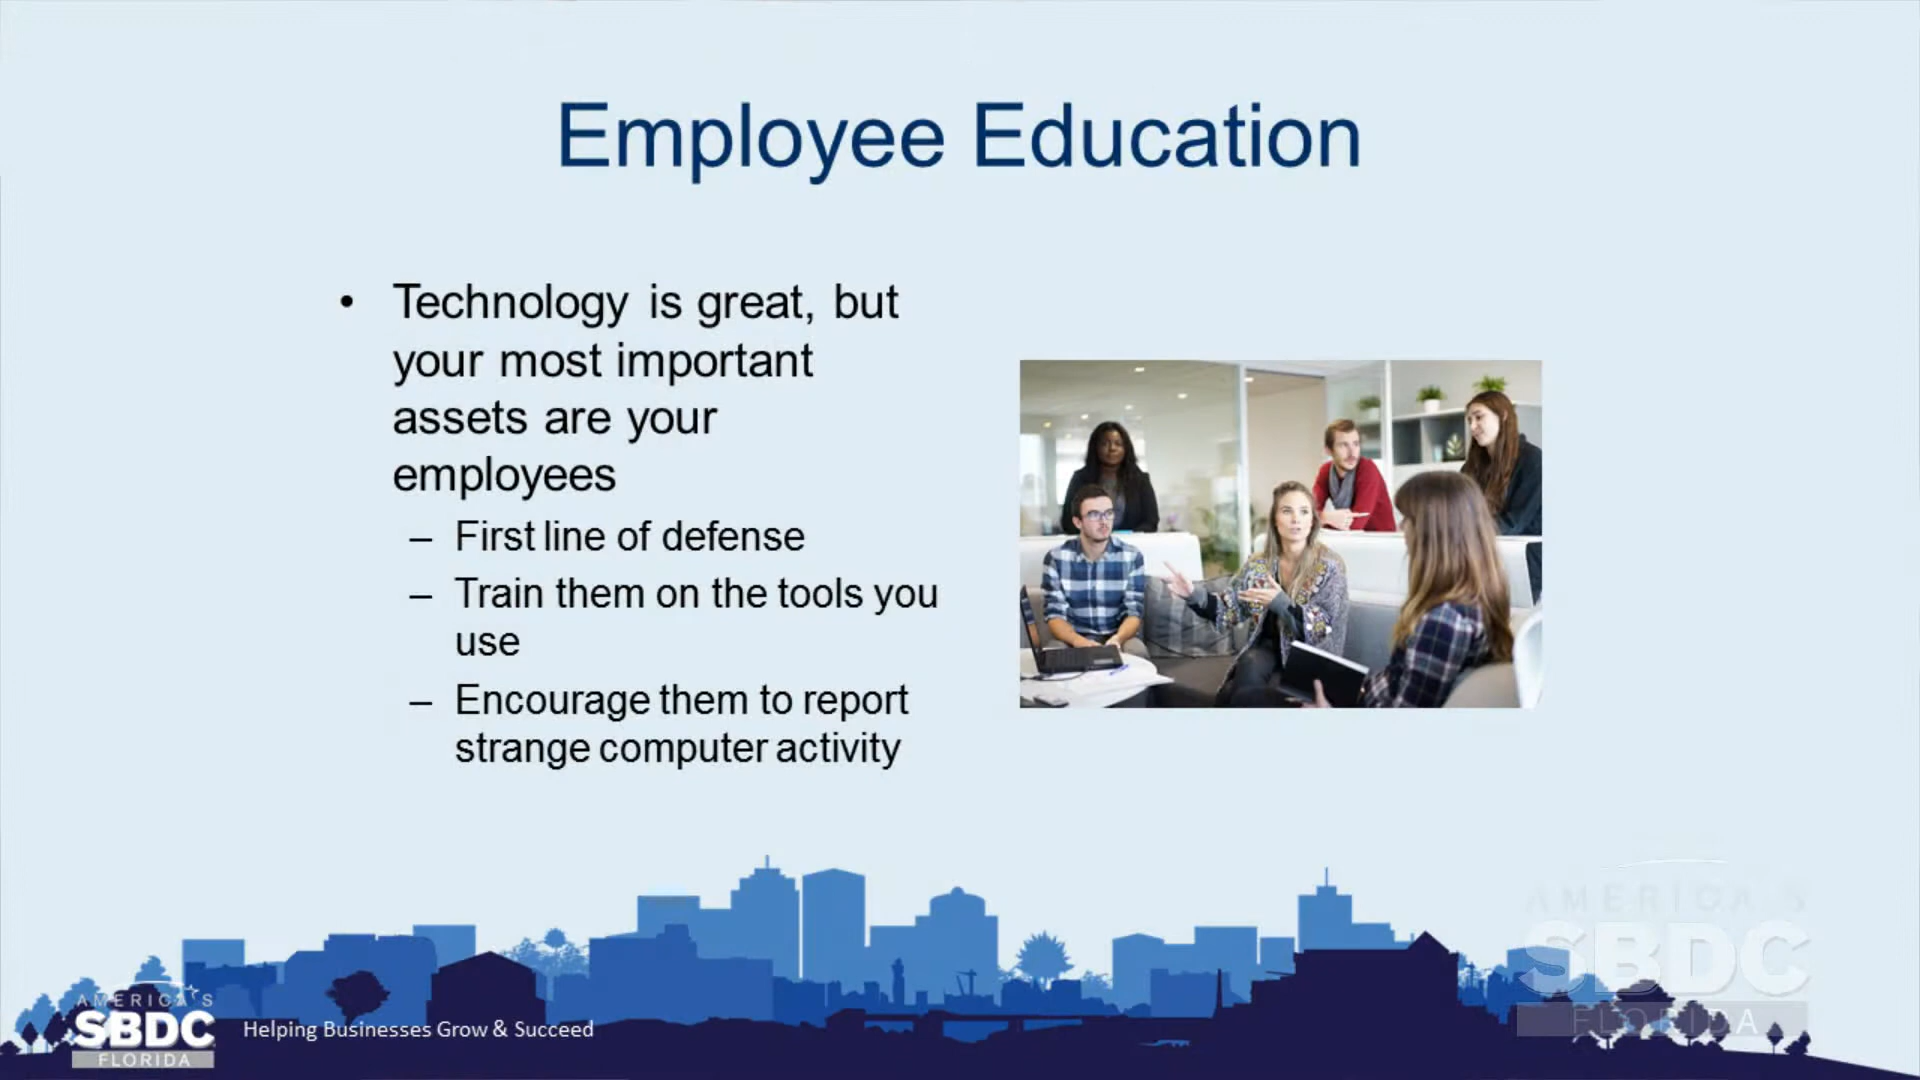 Employee Education
• Technology is great, but
your most important
assets are your
employees
– First line of defense
– Train them on the tools you
use
– Encourage them to report
strange computer activity
AMERICA'S
SBDC
FLORIDA
Helping Businesses Grow & Succeed
AMERICA'S
SBDC
FLORIDA